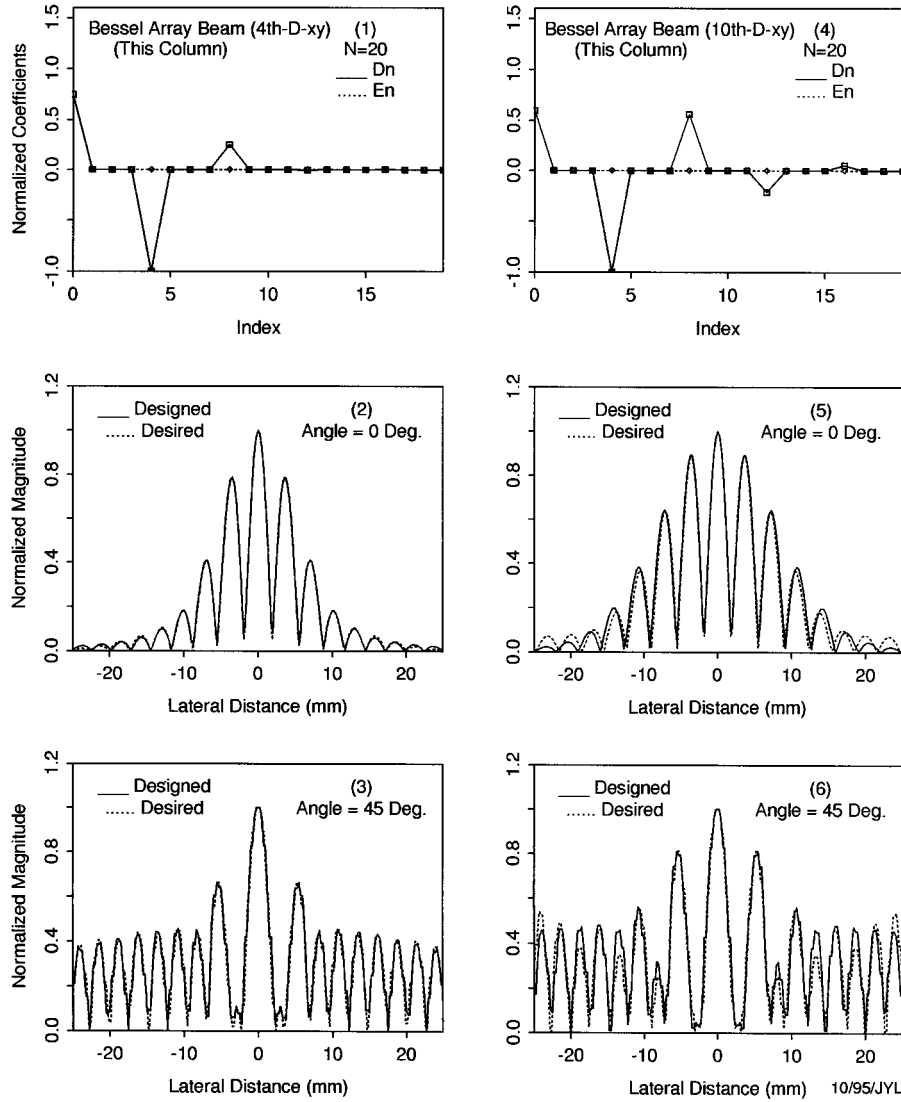 Bessel Array Beam (4th-D-xy) (1)
(This Column) N=20
Dn
En
Normalized Coefficients
1.5
0.5
0.0
-1.0
0 5 10 15
Index
Bessel Array Beam (10th-D-xy) (4)
(This Column) N=20
Dn
En
1.5
0.5
0.0
-1.0
0 5 10 15
Index
Designed (2)
Desired Angle = 0 Deg.
Normalized Magnitude
1.2
0.8
0.4
0.0
-20 -10 0 10 20
Lateral Distance (mm)
Designed (5)
Desired Angle = 0 Deg.
1.2
0.8
0.4
0.0
-20 -10 0 10 20
Lateral Distance (mm)
Designed (3)
Desired Angle = 45 Deg.
Normalized Magnitude
1.2
0.8
0.4
0.0
-20 -10 0 10 20
Lateral Distance (mm)
Designed (6)
Desired Angle = 45 Deg.
1.2
0.8
0.4
0.0
-20 -10 0 10 20
Lateral Distance (mm) 10/95/JYL